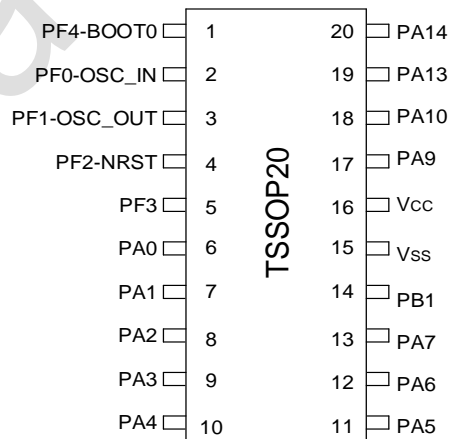 PF4-BOOT0 1 20 PA14
PF0-OSC_IN 2 19 PA13
PF1-OSC_OUT 3 18 PA10
PF2-NRST 4 17 PA9
PF3 5 16 VCC
PA0 6 15 VSS
PA1 7 14 PB1
PA2 8 13 PA7
PA3 9 12 PA6
PA4 10 11 PA5
TSSOP20